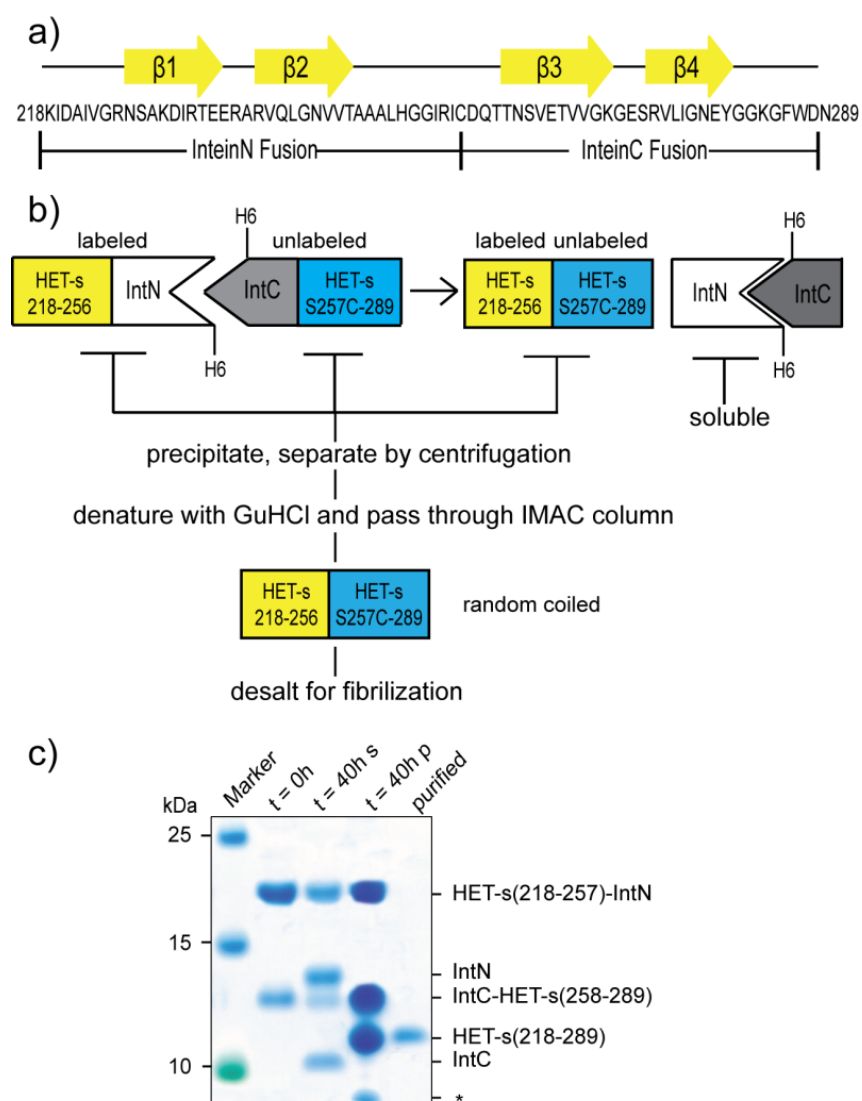 a)
β1 β2 β3 β4
218KIDAIVGRNSAKDIRTEERARVQLGNVVTAAALHGGIRICDQTTNSVETVVGKGESRVLIGNEYGGKGFWDN289
InteinN Fusion InteinC Fusion
b)
H6 H6
labeled unlabeled labeled unlabeled
HET-s IntN IntC HET-s HET-s HET-s IntN IntC
218-256 S257C-289 218-256 S257C-289
H6 H6
soluble
precipitate, separate by centrifugation
denature with GuHCl and pass through IMAC column
HET-s HET-s
218-256 S257C-289
random coiled
desalt for fibrilization
c)
Marker t = 0h t = 40h s t = 40h p purified
kDa
25
HET-s(218-257)-IntN
15
IntN
IntC-HET-s(258-289)
HET-s(218-289)
IntC
10
*